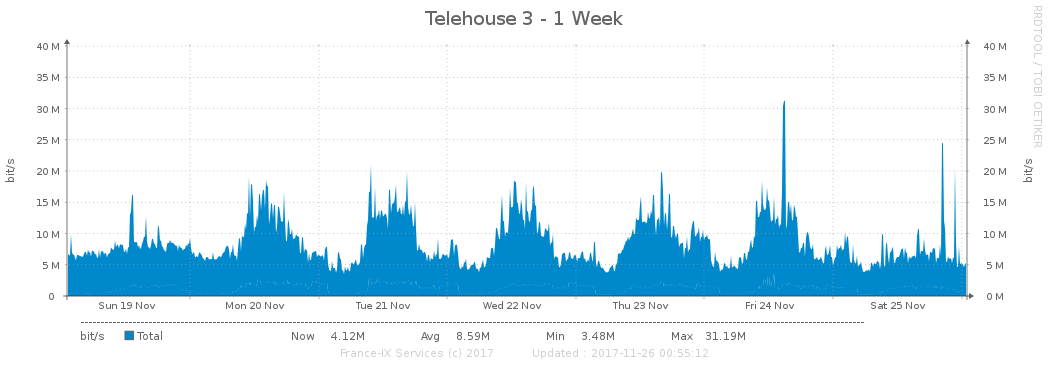 Telehouse 3 - 1 Week
RRDTOOL / TOBI OETIKER
40 M 40 M
35 M 35 M
30 M 30 M
25 M 25 M
20 M 20 M
15 M 15 M
10 M 10 M
5 M 5 M
0 0 M
bit/s bit/s
Sun 19 Nov Mon 20 Nov Tue 21 Nov Wed 22 Nov Thu 23 Nov Fri 24 Nov Sat 25 Nov
bit/s Total Now 4.12M Avg 8.59M Min 3.48M Max 31.19M
France-IX Services (c) 2017 Updated : 2017-11-26 00:55:12